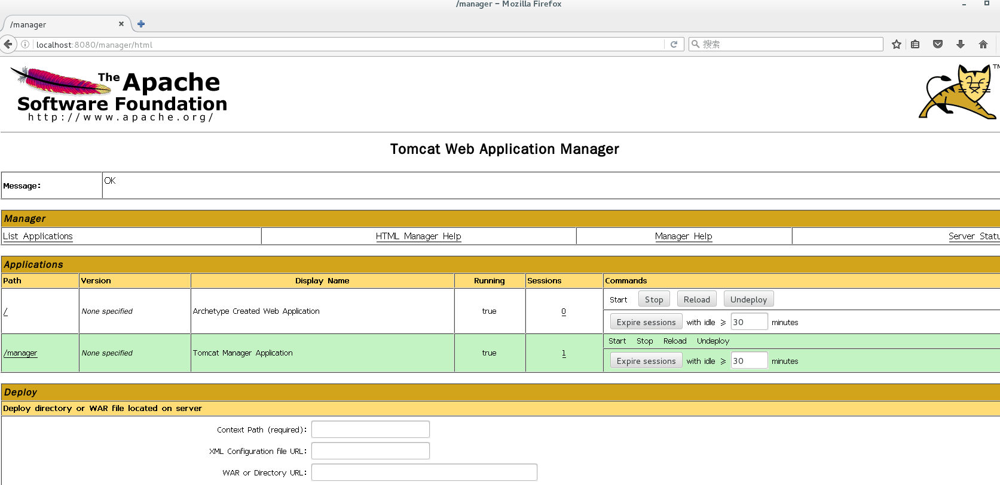 /manager – Mozilla Firefox
/manager
localhost:8080/manager/html
搜索
The Apache
Software Foundation
http://www.apache.org/
TM
Tomcat Web Application Manager
Message:
OK
Manager
List Applications
HTML Manager Help
Manager Help
Server Statu
Applications
Path Version Display Name Running Sessions Commands
Start Stop Reload Undeploy
/ None specified Archetype Created Web Application true 0
Expire sessions with idle ≥ 30 minutes
Start Stop Reload Undeploy
/manager None specified Tomcat Manager Application true 1
Expire sessions with idle ≥ 30 minutes
Deploy
Deploy directory or WAR file located on server
Context Path (required):
XML Configuration file URL:
WAR or Directory URL: